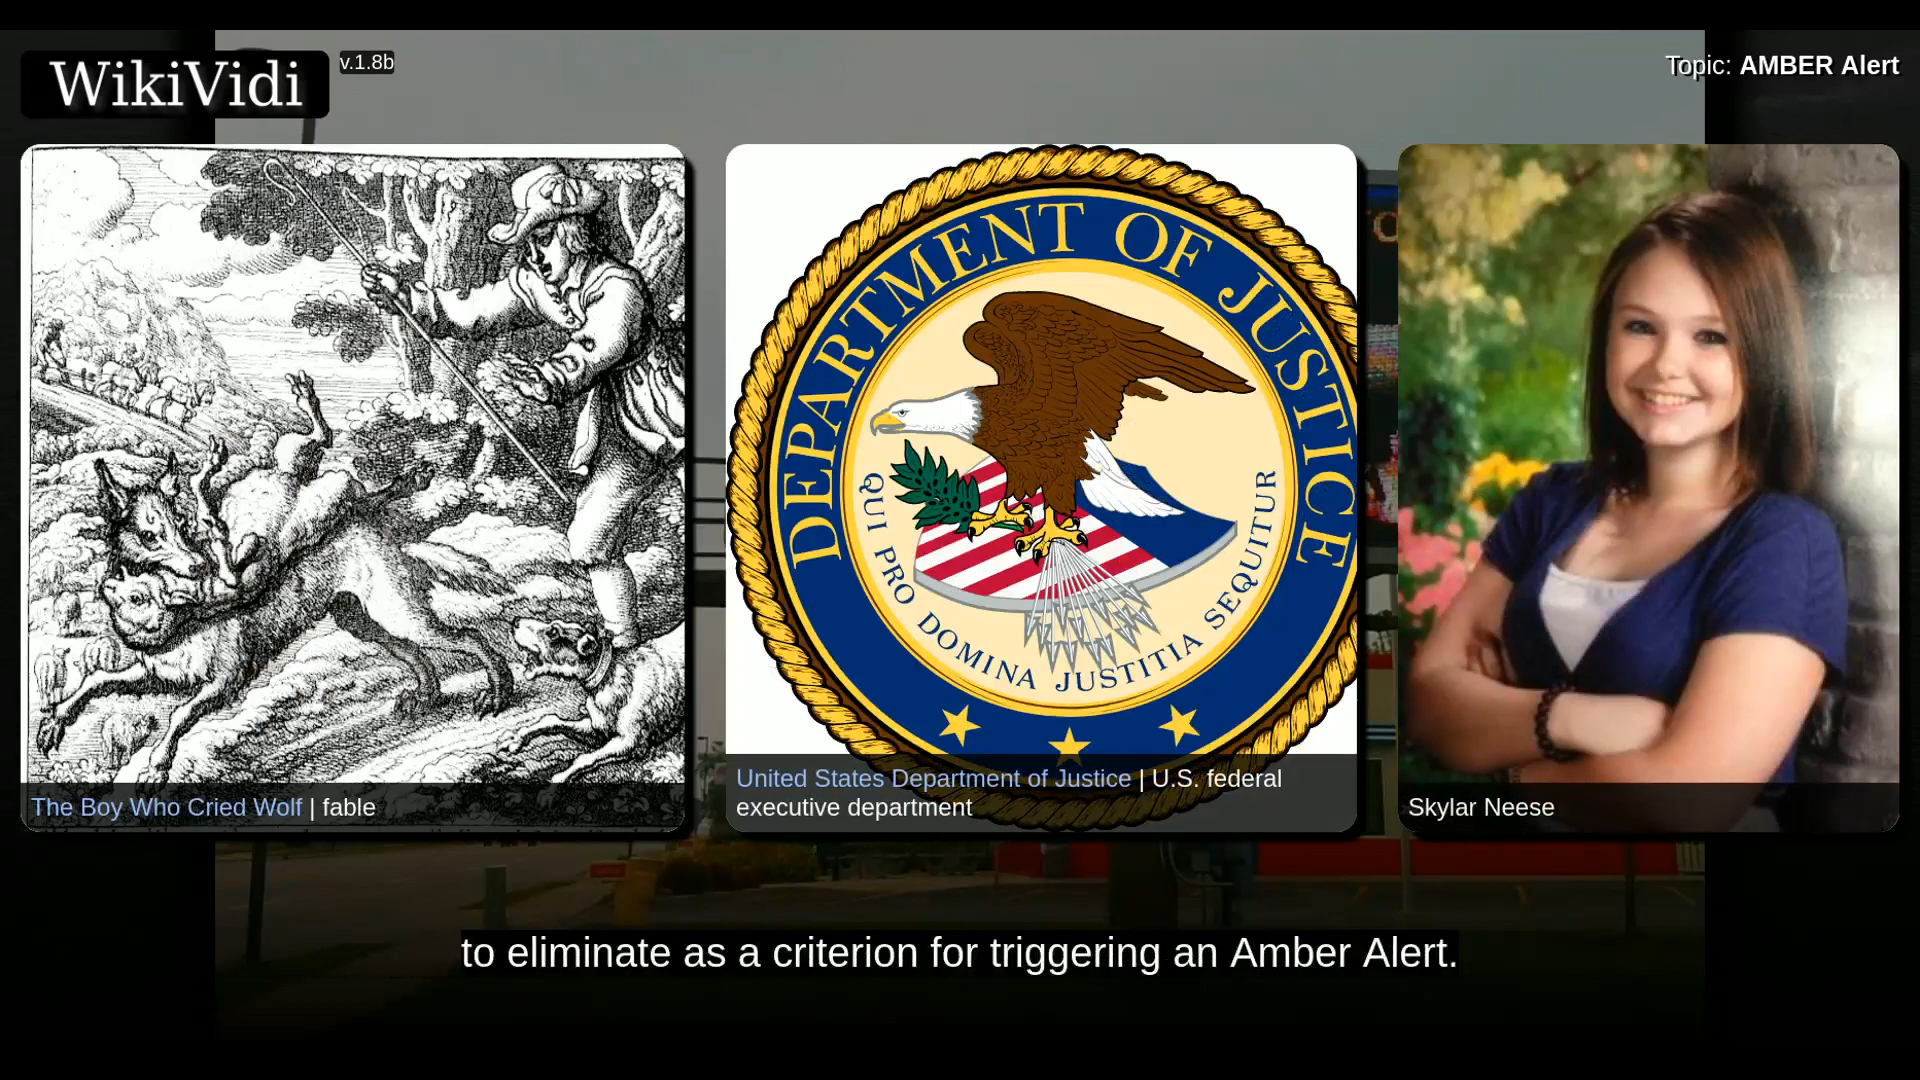 WikiVidi
v.1.8b
Topic: AMBER Alert
DEPARTMENT OF JUSTICE
QUI PRO DOMINA JUSTITIA SEQUITUR
The Boy Who Cried Wolf | fable
United States Department of Justice | U.S. federal
executive department
Skylar Neese
to eliminate as a criterion for triggering an Amber Alert.